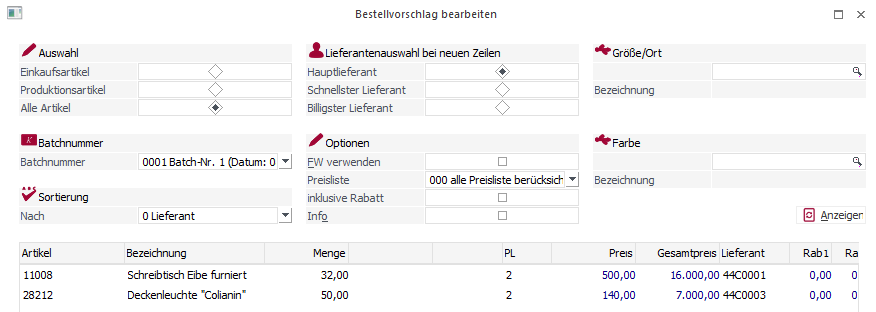 Bestellvorschlag bearbeiten
Auswahl
Einkaufsartikel
Produktionsartikel
Alle Artikel
Lieferantenauswahl bei neuen Zeilen
Hauptlieferant
Schnellster Lieferant
Billigster Lieferant
Größe/Ort
Bezeichnung
Batchnummer
Batchnummer 0001 Batch-Nr. 1 (Datum: 0
Sortierung
Nach 0 Lieferant
Optionen
FW verwenden
Preisliste 000 alle Preisliste berücksich
inklusive Rabatt
Info
Farbe
Bezeichnung
Anzeigen
Artikel Bezeichnung Menge PL Preis Gesamtpreis Lieferant Rab1 Ra
11008 Schreibtisch Eibe furniert 32,00 2 500,00 16.000,00 44C0001 0,00 0
28212 Deckenleuchte "Colianin" 50,00 2 140,00 7.000,00 44C0003 0,00 0